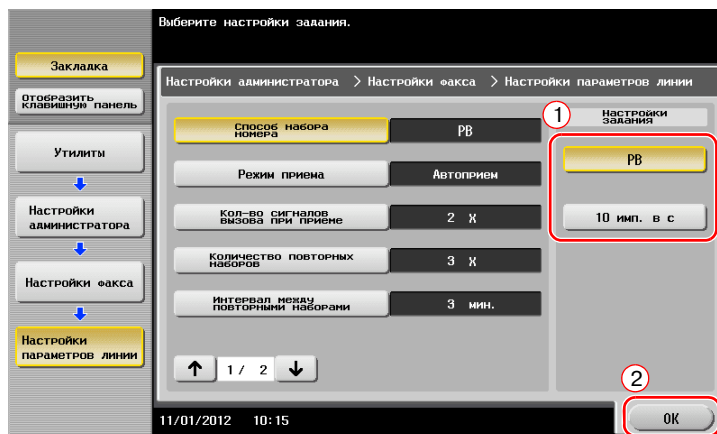 Выберите настройки задания.
Закладка
Отобразить
клавишную панель
Утилиты
Настройки
администратора
Настройки факса
Настройки
параметров линии
Настройки администратора > Настройки факса > Настройки параметров линии
Способ набора
номера
PB
Режим приема
Автоприем
Кол-во сигналов
вызова при приеме
2 X
Количество повторных
наборов
3 X
Интервал между
повторными наборами
3 мин.
↑ 1/ 2 ↓
1
Настройки
задания
PB
10 имп. в с
2
11/01/2012 10:15
OK